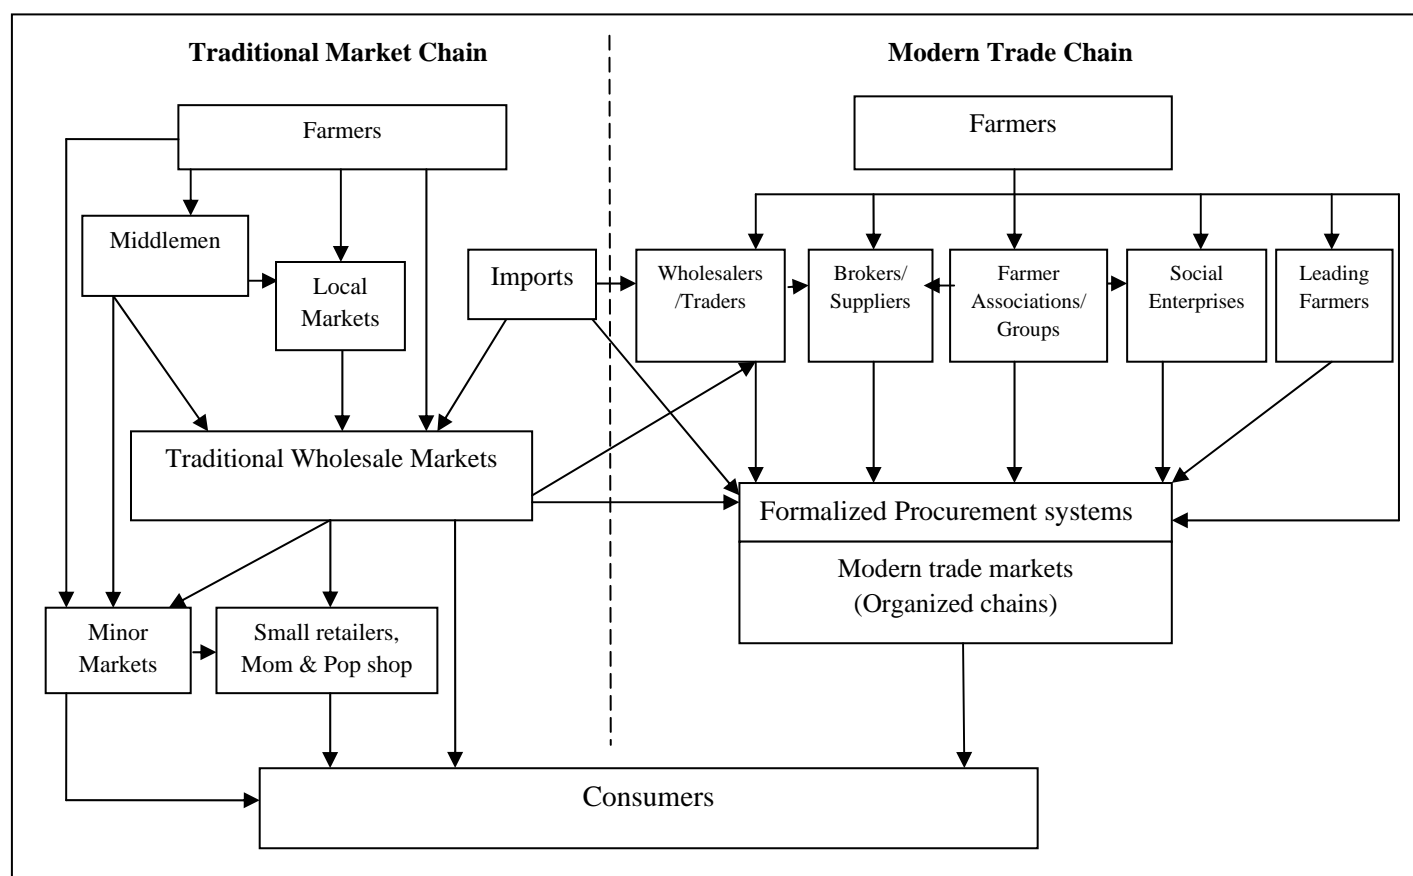 Traditional Market Chain
Modern Trade Chain
Farmers
Farmers
Middlemen
Local
Markets
Imports
Wholesalers
/Traders
Brokers/
Suppliers
Farmer
Associations/
Groups
Social
Enterprises
Leading
Farmers
Traditional Wholesale Markets
Formalized Procurement systems
Modern trade markets
(Organized chains)
Minor
Markets
Small retailers,
Mom & Pop shop
Consumers